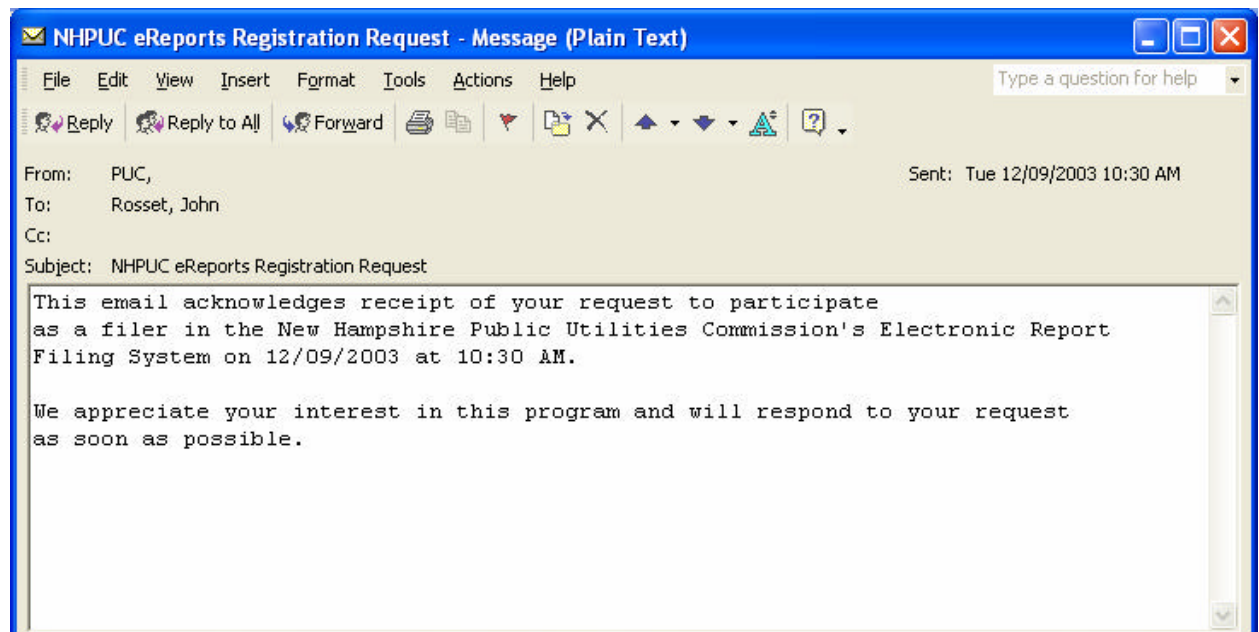 NHPUC eReports Registration Request - Message (Plain Text)
File Edit View Insert Format Tools Actions Help Type a question for help
Reply Reply to All Forward
From: PUC, Sent: Tue 12/09/2003 10:30 AM
To: Rosset, John
Cc:
Subject: NHPUC eReports Registration Request
This email acknowledges receipt of your request to participate
as a filer in the New Hampshire Public Utilities Commission's Electronic Report
Filing System on 12/09/2003 at 10:30 AM.
We appreciate your interest in this program and will respond to your request
as soon as possible.